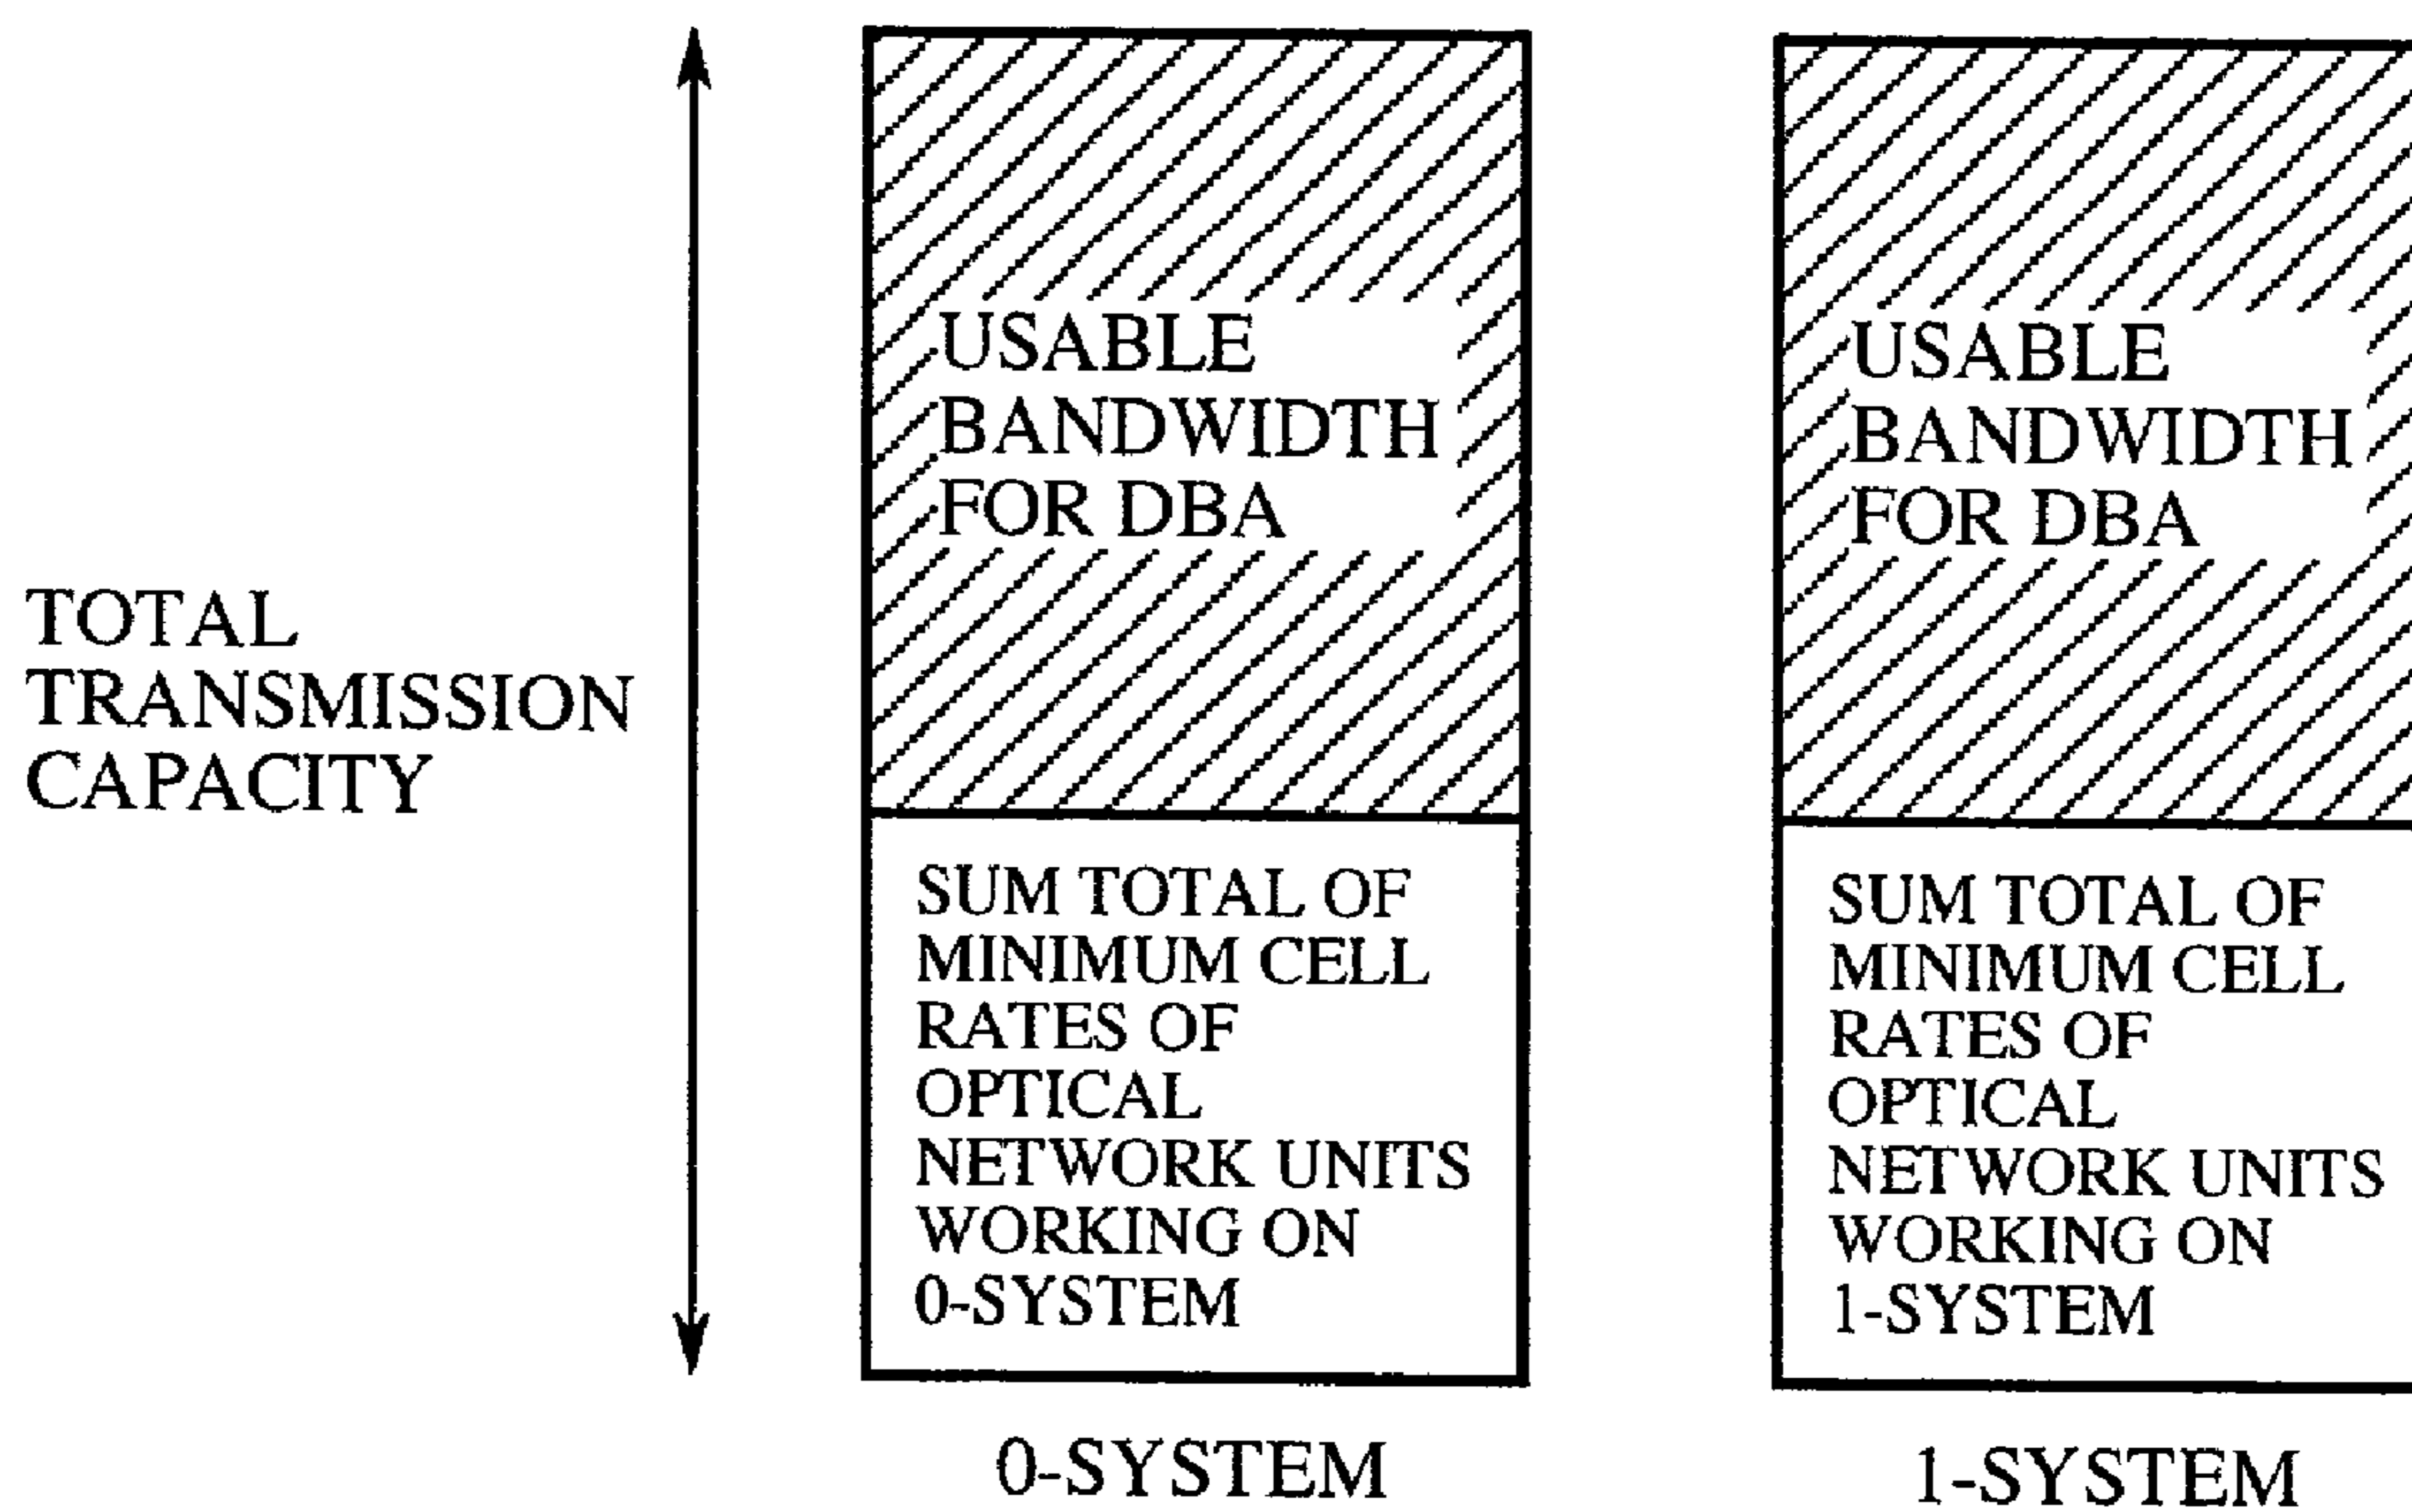 TOTAL
TRANSMISSION
CAPACITY
USABLE
BANDWIDTH
FOR DBA
SUM TOTAL OF
MINIMUM CELL
RATES OF
OPTICAL
NETWORK UNITS
WORKING ON
0-SYSTEM
0-SYSTEM
USABLE
BANDWIDTH
FOR DBA
SUM TOTAL OF
MINIMUM CELL
RATES OF
OPTICAL
NETWORK UNITS
WORKING ON
1-SYSTEM
1-SYSTEM